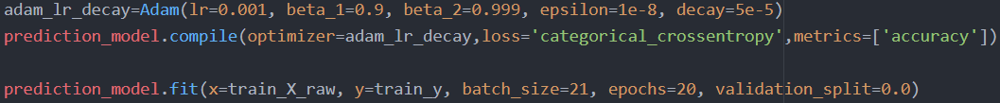 adam_lr_decay=Adam(lr=0.001, beta_1=0.9, beta_2=0.999, epsilon=1e-8, decay=5e-5)
prediction_model.compile(optimizer=adam_lr_decay,loss='categorical_crossentropy',metrics=['accuracy'])
prediction_model.fit(x=train_X_raw, y=train_y, batch_size=21, epochs=20, validation_split=0.0)